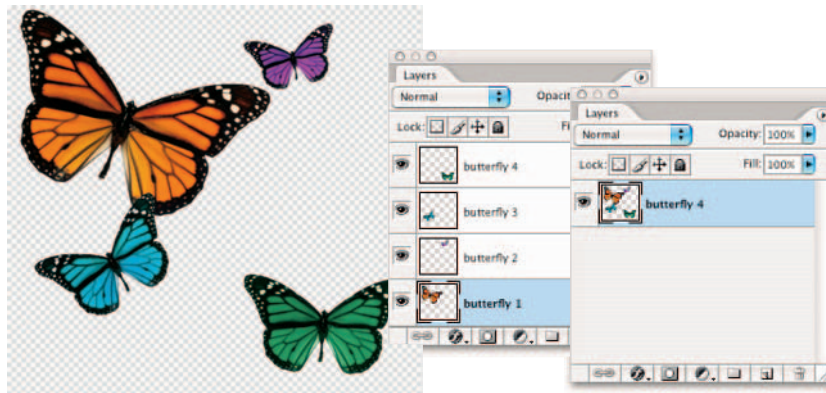 Layers
Normal
Opaci
Lock:
Fi
butterfly 4
butterfly 3
butterfly 2
butterfly 1
Layers
Normal
Opacity: 100%
Lock:
Fill: 100%
butterfly 4